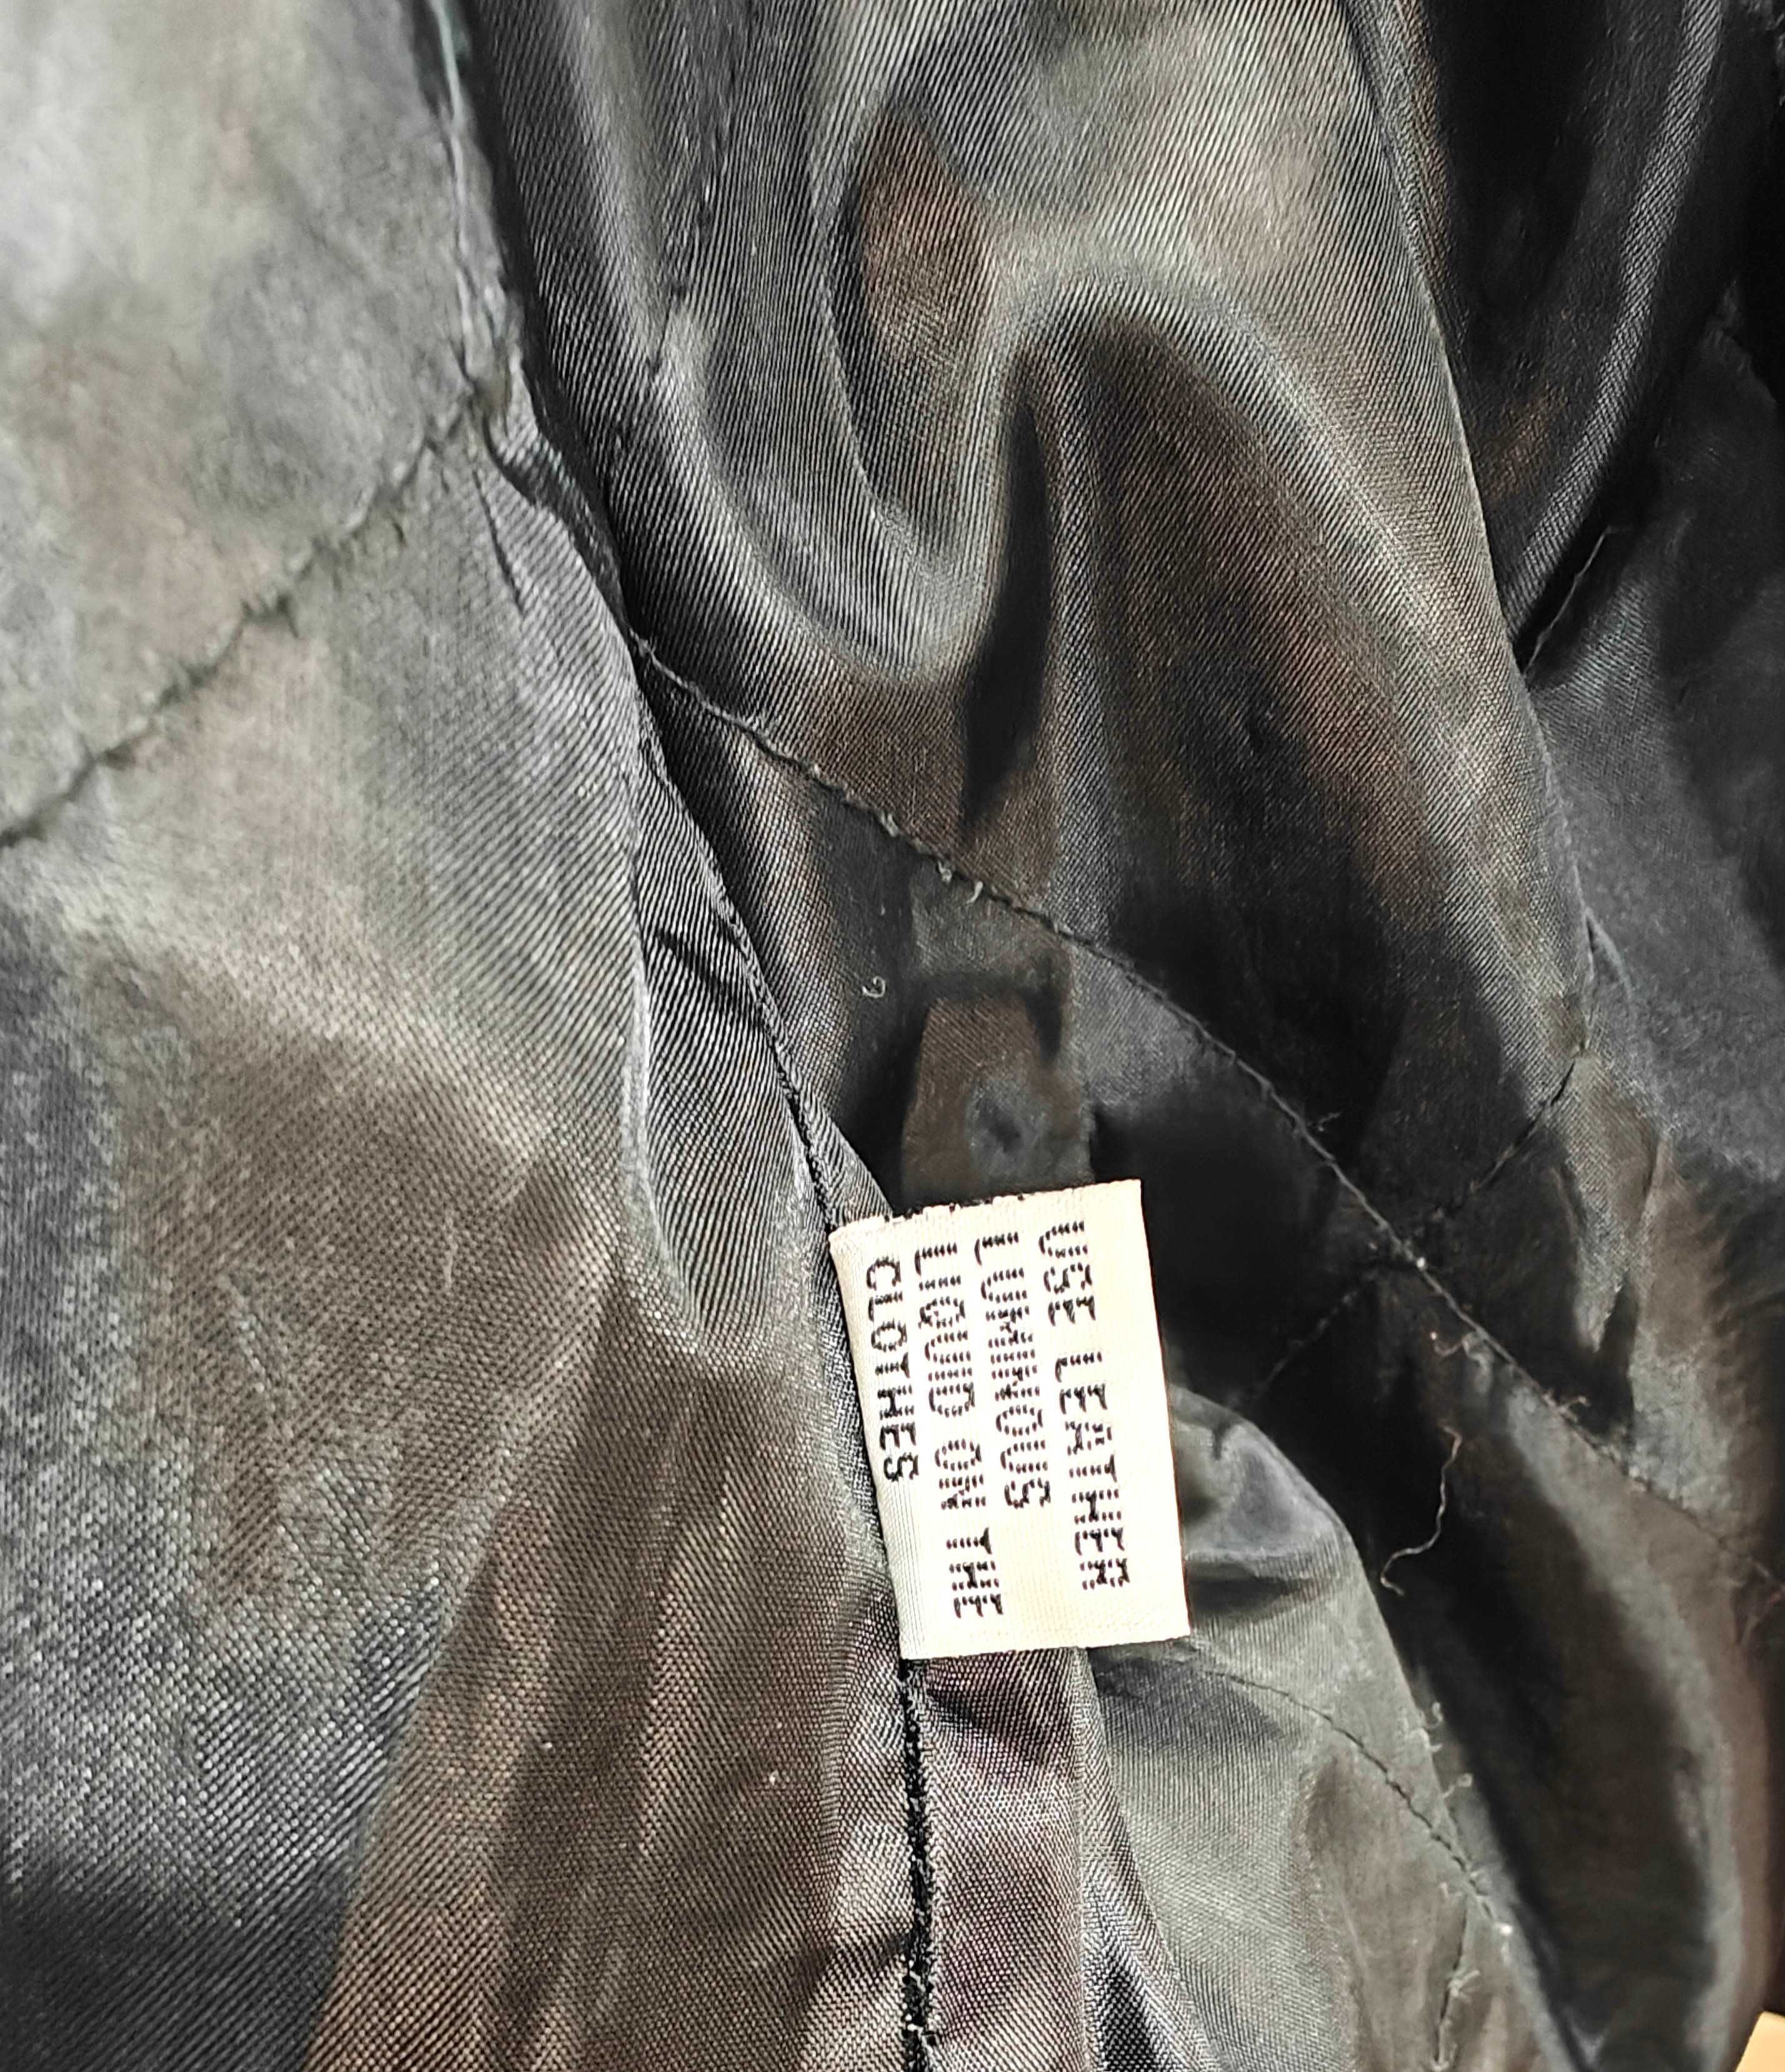 USE LEATHER
LUMINOUS
LIQUID ON THE
CLOTHES